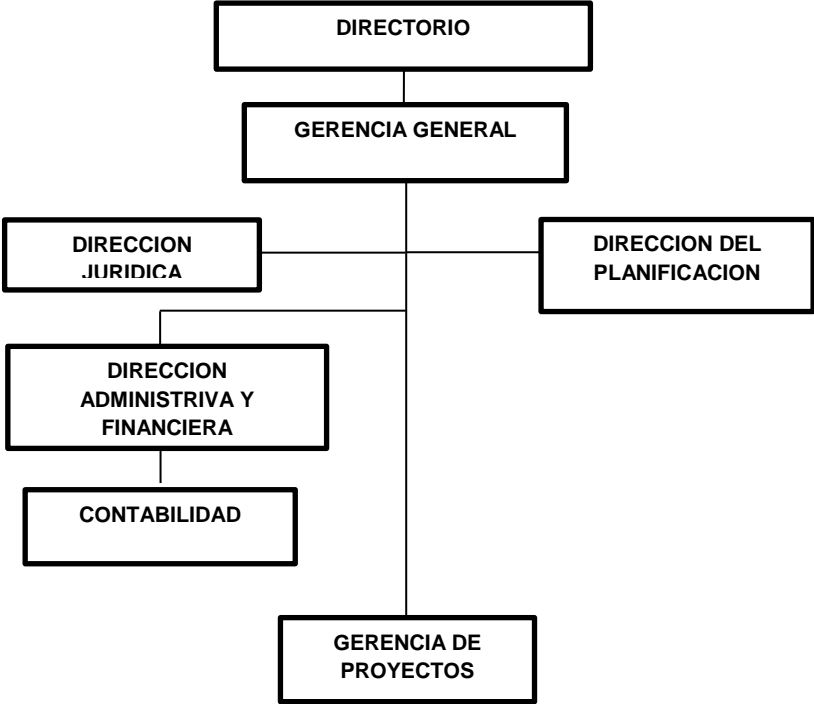 DIRECTORIO
GERENCIA GENERAL
DIRECCION
JURIDICA
DIRECCION DEL
PLANIFICACION
DIRECCION
ADMINISTRIVA Y
FINANCIERA
CONTABILIDAD
GERENCIA DE
PROYECTOS